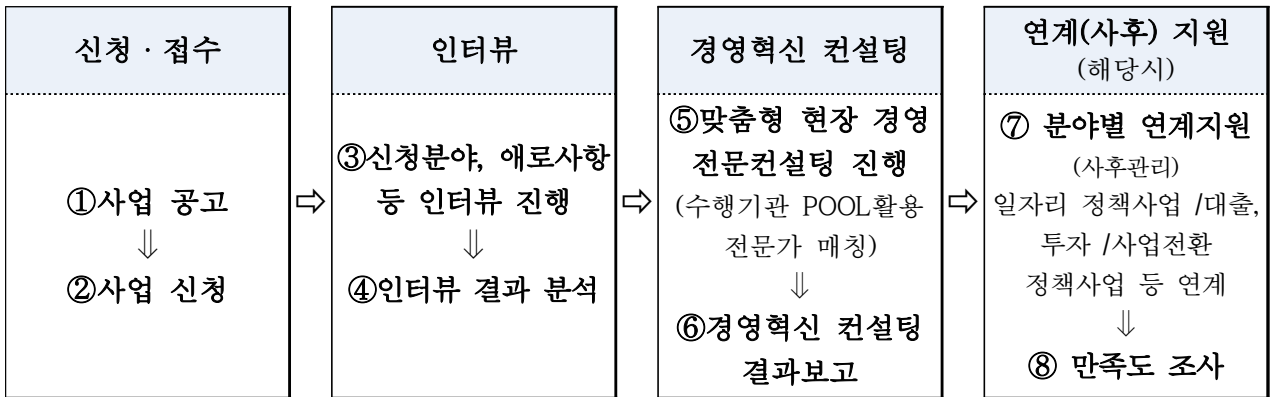 신청 · 접수
①사업 공고
⇓
②사업 신청
⇨
인터뷰
③신청분야, 애로사항
등 인터뷰 진행
⇓
④인터뷰 결과 분석
⇨
경영혁신 컨설팅
⑤맞춤형 현장 경영
전문컨설팅 진행
(수행기관 POOL활용
전문가 매칭)
⇓
⑥경영혁신 컨설팅
결과보고
⇨
연계(사후) 지원
(해당시)
⑦ 분야별 연계지원
(사후관리)
일자리 정책사업 /대출,
투자 /사업전환
정책사업 등 연계
⇓
⑧ 만족도 조사